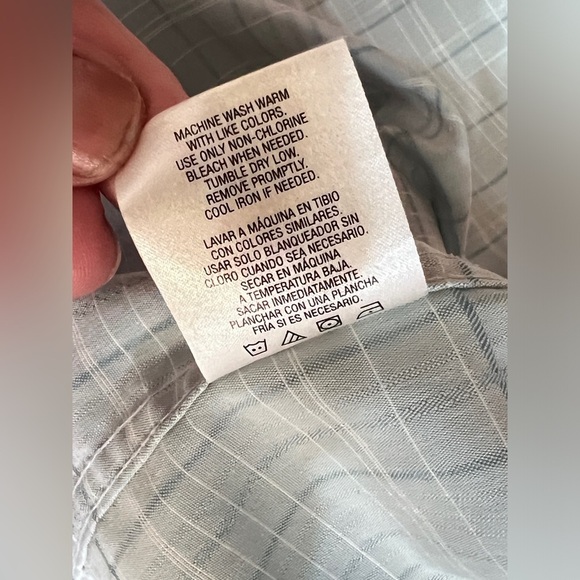 MACHINE WASH WARM
WITH LIKE COLORS.
USE ONLY NON-CHLORINE
BLEACH WHEN NEEDED.
TUMBLE DRY LOW.
REMOVE PROMPTLY.
COOL IRON IF NEEDED.
LAVAR A MÁQUINA EN TIBIO
CON COLORES SIMILARES.
USAR SOLO BLANQUEADOR SIN
CLORO CUANDO SEA NECESARIO.
SECAR EN MÁQUINA
A TEMPERATURA BAJA.
SACAR INMEDIATAMENTE.
PLANCHAR CON UNA PLANCHA
FRÍA SI ES NECESARIO.